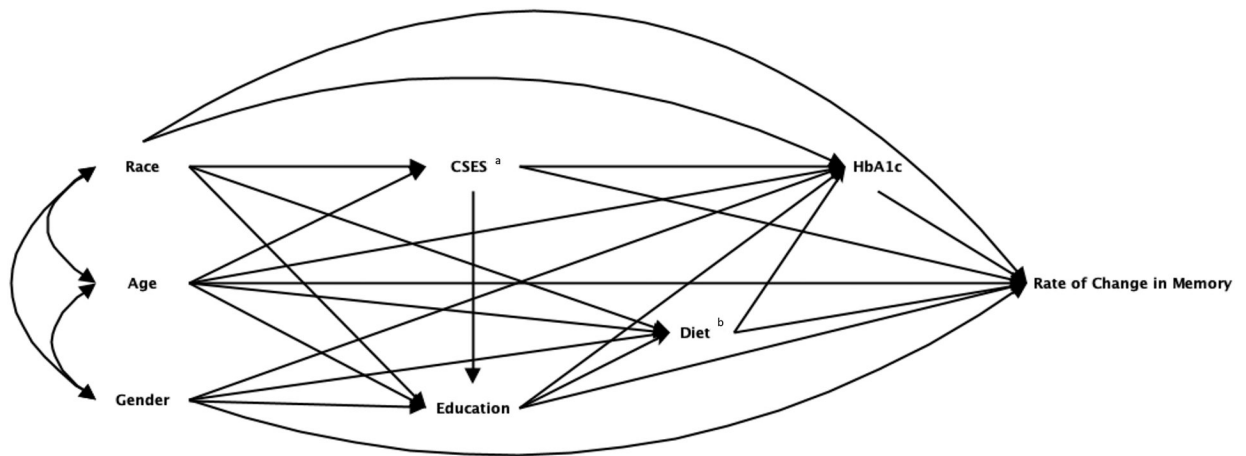 Race
CSES a
HbA1c
Age
Rate of Change in Memory
Diet b
Gender
Education